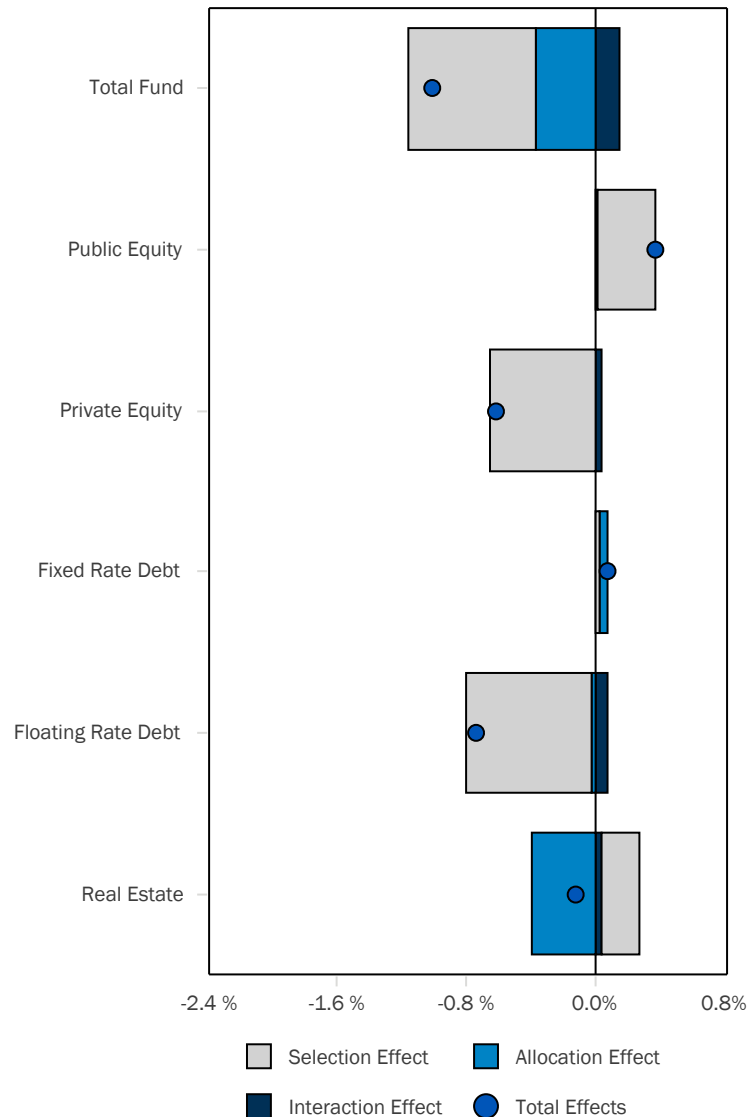 Total Fund
Public Equity
Private Equity
Fixed Rate Debt
Floating Rate Debt
Real Estate
-2.4 % -1.6 % -0.8 % 0.0% 0.8%
Selection Effect Allocation Effect
Interaction Effect Total Effects